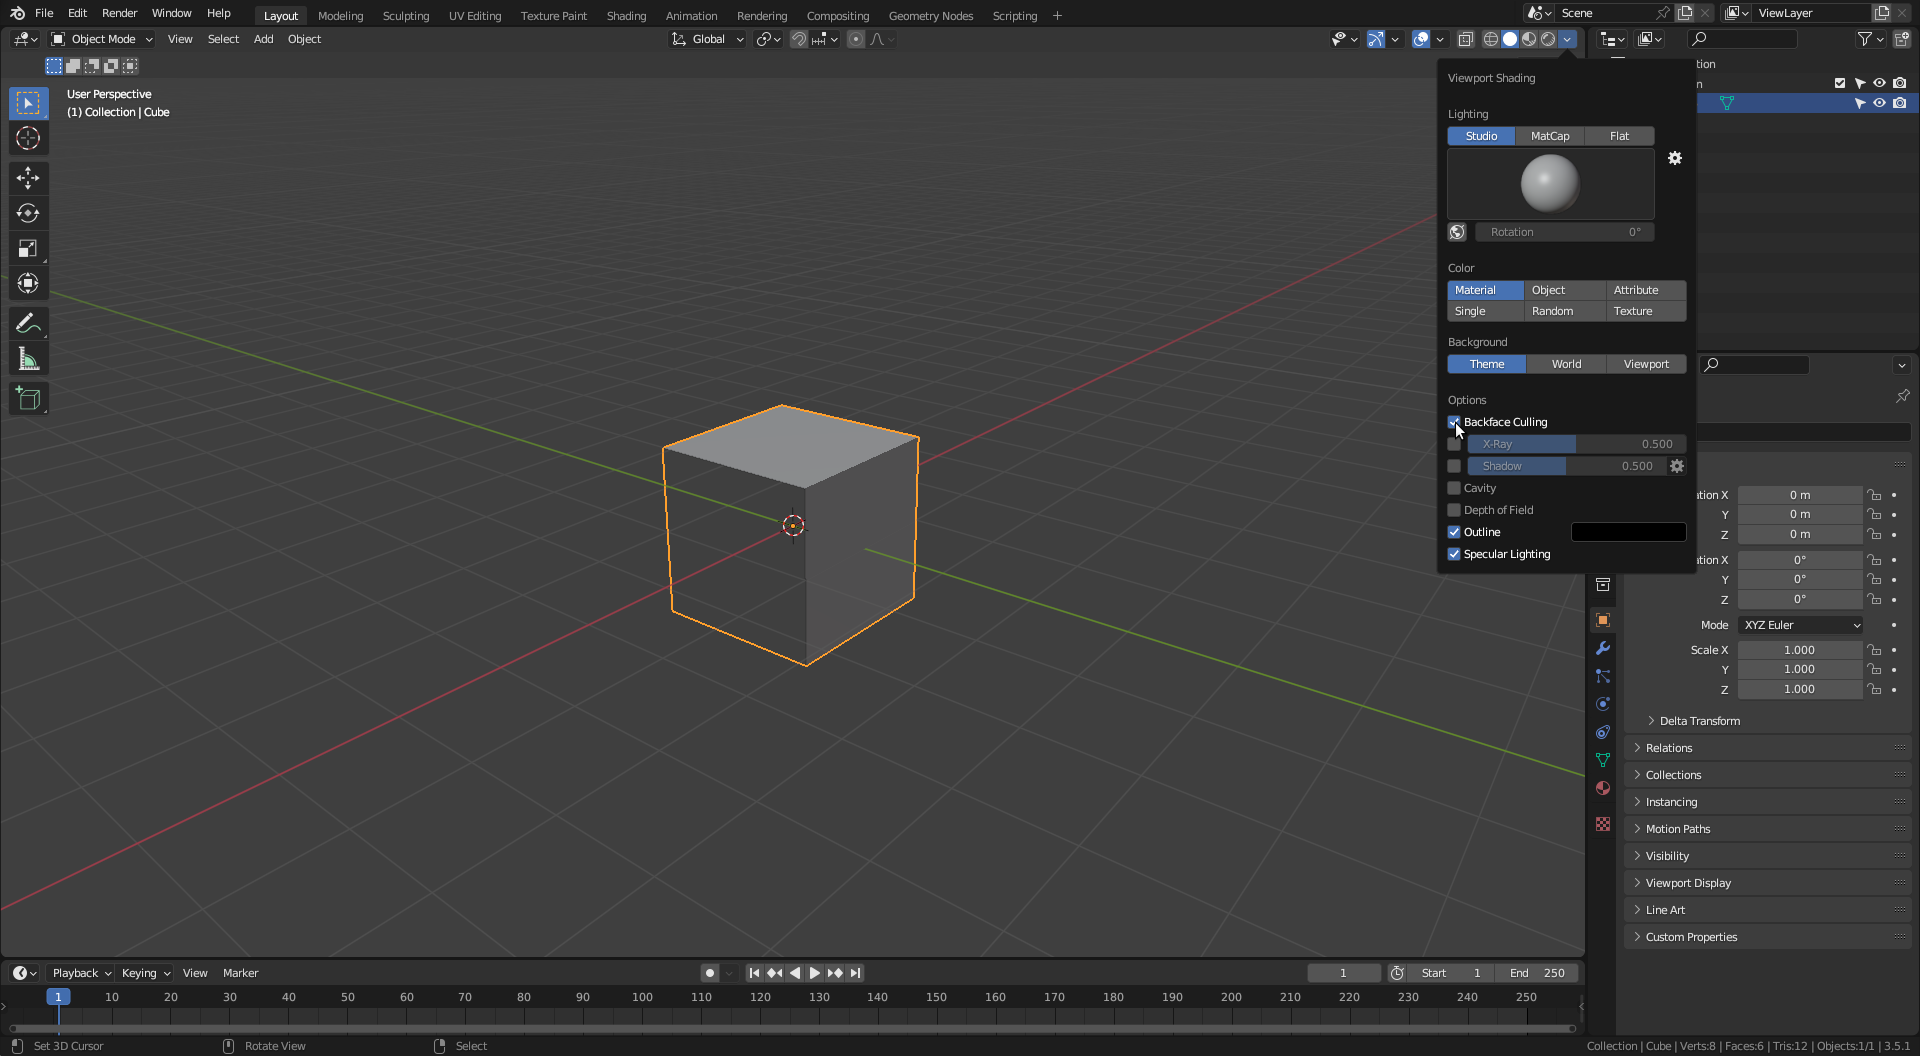 File Edit Render Window Help
Layout Modeling Sculpting UV Editing Texture Paint Shading Animation Rendering Compositing Geometry Nodes Scripting +
Scene
ViewLayer
Object Mode View Select Add Object
Global
User Perspective
(1) Collection | Cube
Viewport Shading
tion
n
Lighting
Studio MatCap Flat
Rotation 0°
Color
Material Object Attribute
Single Random Texture
Background
Theme World Viewport
Options
Backface Culling
X-Ray 0.500
Shadow 0.500
Cavity
Depth of Field
Outline
Specular Lighting
ation X 0 m
Y 0 m
Z 0 m
ation X 0°
Y 0°
Z 0°
Mode XYZ Euler
Scale X 1.000
Y 1.000
Z 1.000
Delta Transform
Relations
Collections
Instancing
Motion Paths
Visibility
Viewport Display
Line Art
Custom Properties
Playback Keying View Marker
1
Start 1
End 250
1 10 20 30 40 50 60 70 80 90 100 110 120 130 140 150 160 170 180 190 200 210 220 230 240 250
Set 3D Cursor Rotate View Select
Collection | Cube | Verts:8 | Faces:6 | Tris:12 | Objects:1/1 | 3.5.1